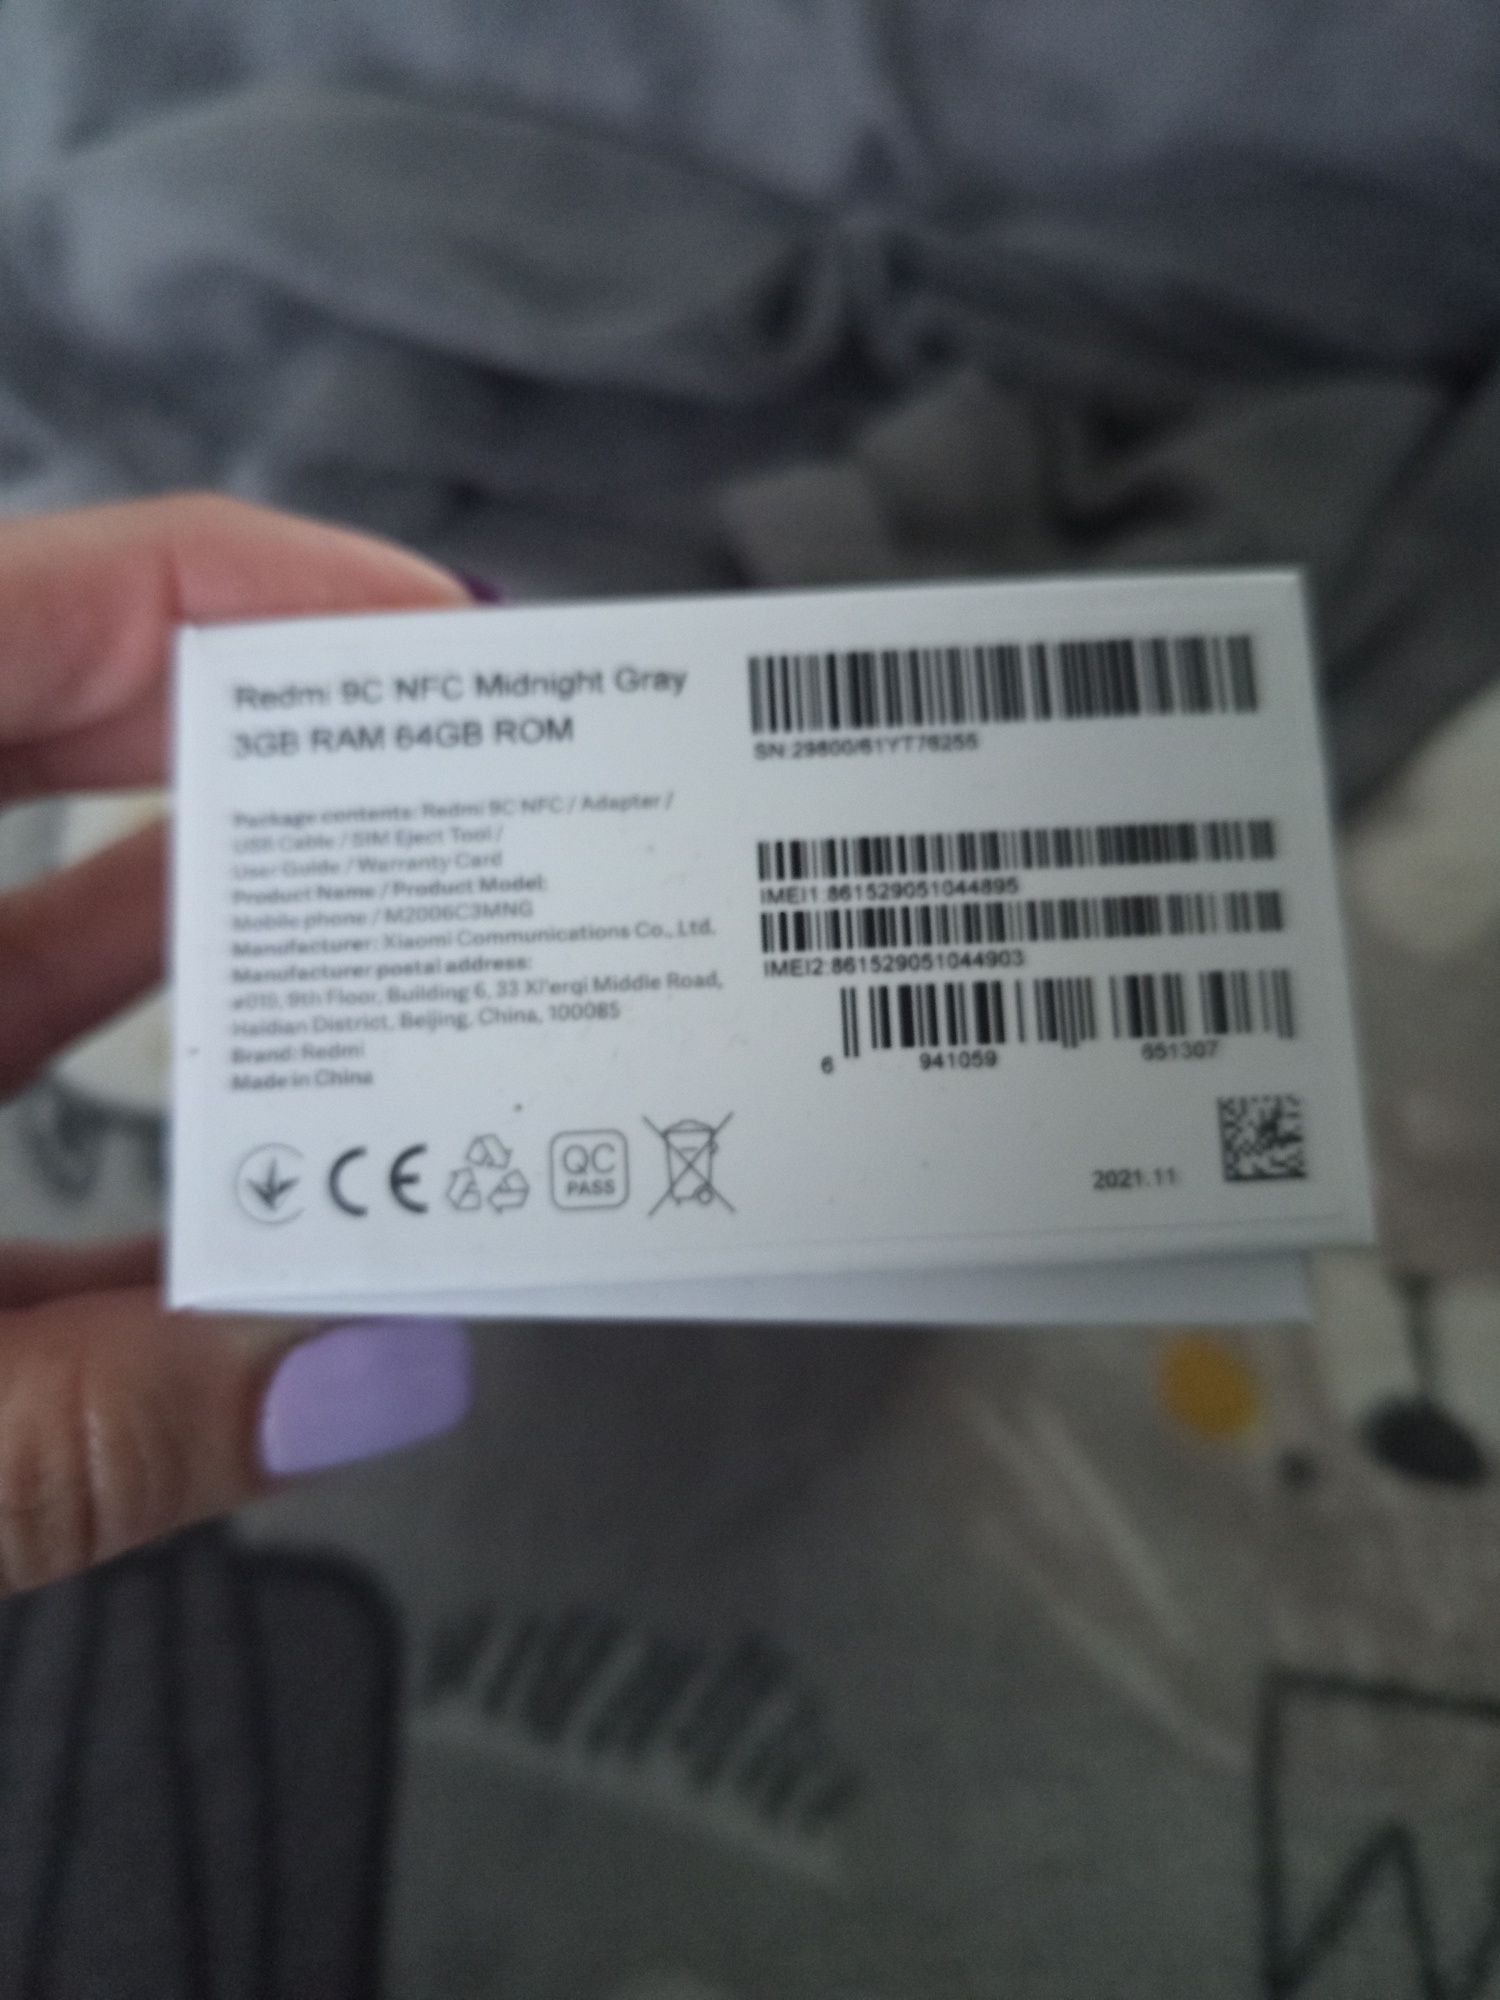 Redmi 9C NFC Midnight Gray
3GB RAM 64GB ROM
Package contents: Redmi 9C NFC / Adapter /
USB Cable / SIM Eject Tool /
User Guide / Warranty Card
Product Name / Product Model:
Mobile phone / M2006C3MNG
Manufacturer: Xiaomi Communications Co., Ltd.
Manufacturer postal address:
#019, 9th Floor, Building 6, 33 Xi'erqi Middle Road,
Haidian District, Beijing, China, 100085
Brand: Redmi
Made in China
CE
QC
PASS
SN:29800/61YT76255
IMEI1:861529051044895
IMEI2:861529051044903
6 941059 651307
2021.11